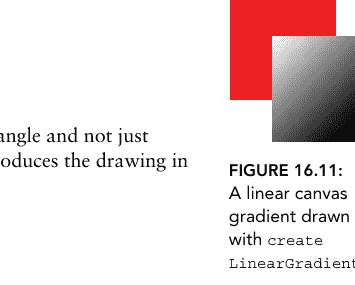 angle and not just
oduces the drawing in
FIGURE 16.11:
A linear canvas
gradient drawn
with create
LinearGradient